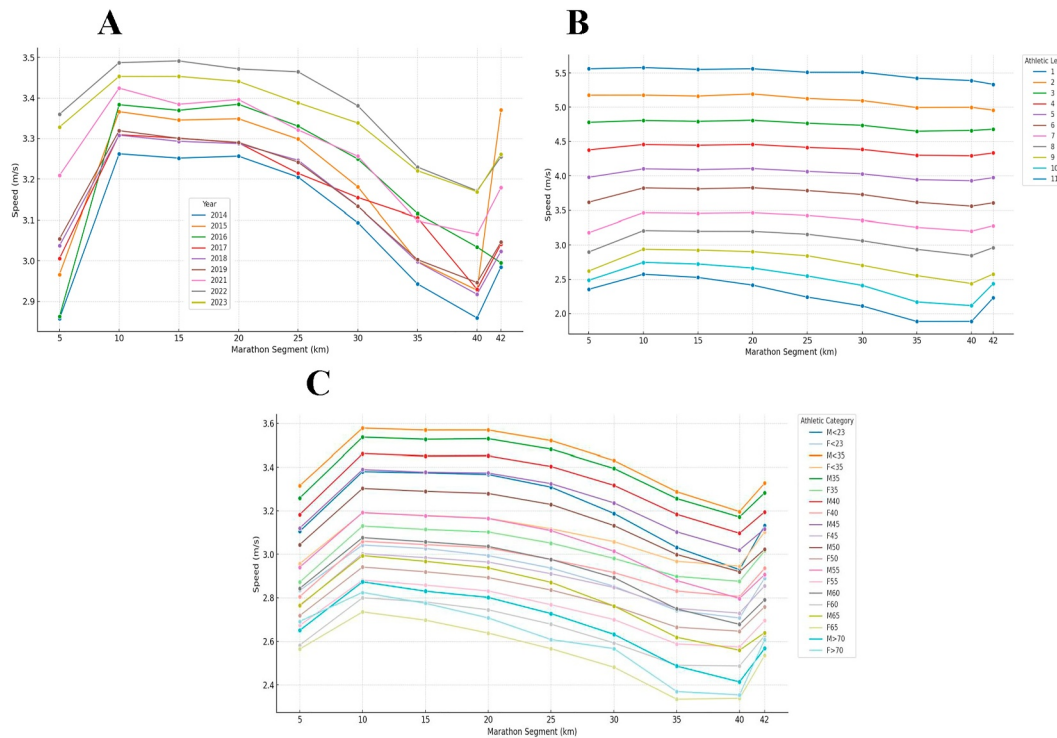 A
3.5
3.4
3.3
3.2
3.1
3.0
2.9
Speed (m/s)
Year
2014
2015
2016
2017
2018
2019
2021
2022
2023
5 10 15 20 25 30 35 40 42
Marathon Segment (km)
B
5.5
5.0
4.5
4.0
3.5
3.0
2.5
2.0
Speed (m/s)
5 10 15 20 25 30 35 40 42
Marathon Segment (km)
Athletic Le
1
2
3
4
5
6
7
8
9
10
11
C
3.6
3.4
3.2
3.0
2.8
2.6
2.4
Speed (m/s)
5 10 15 20 25 30 35 40 42
Marathon Segment (km)
Athletic Category
M<23
F<23
M<35
F<35
M35
F35
M40
F40
M45
F45
M50
F50
M55
F55
M60
F60
M65
F65
M>70
F>70